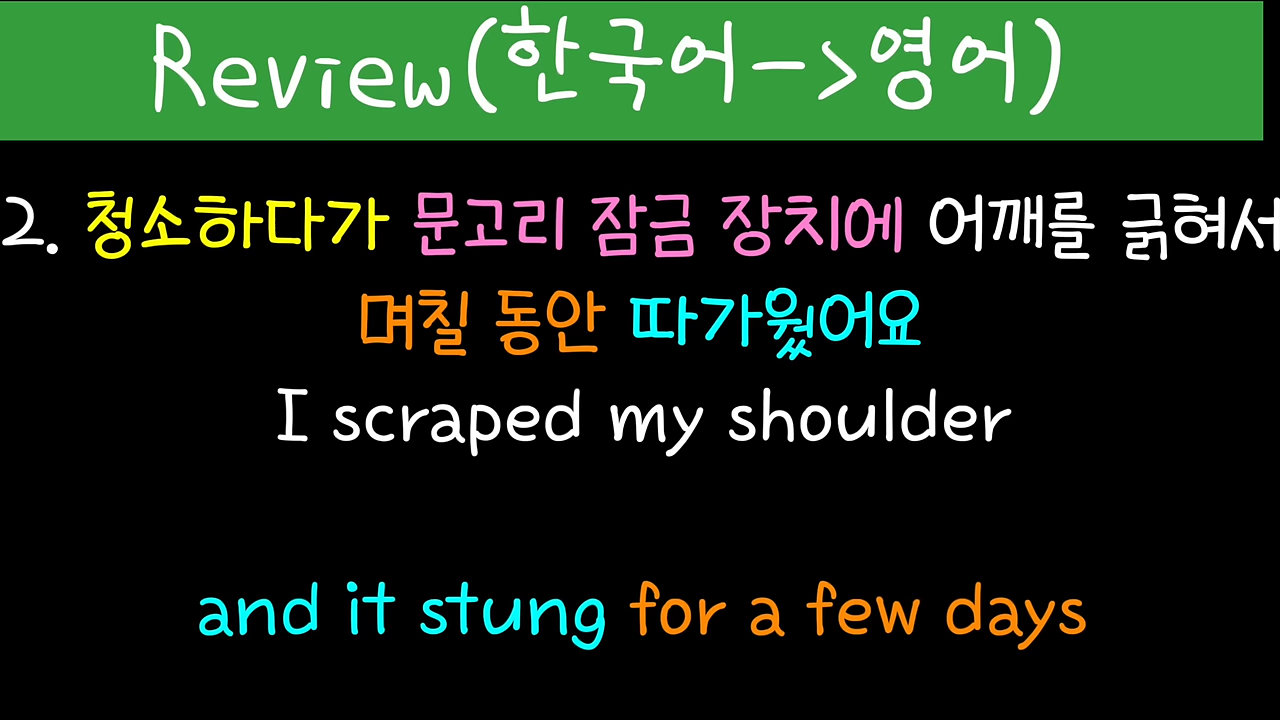 Review(한국어->영어)
2. 청소하다가 문고리 잠금 장치에 어깨를 긁혀서
며칠 동안 따가웠어요
I scraped my shoulder
and it stung for a few days